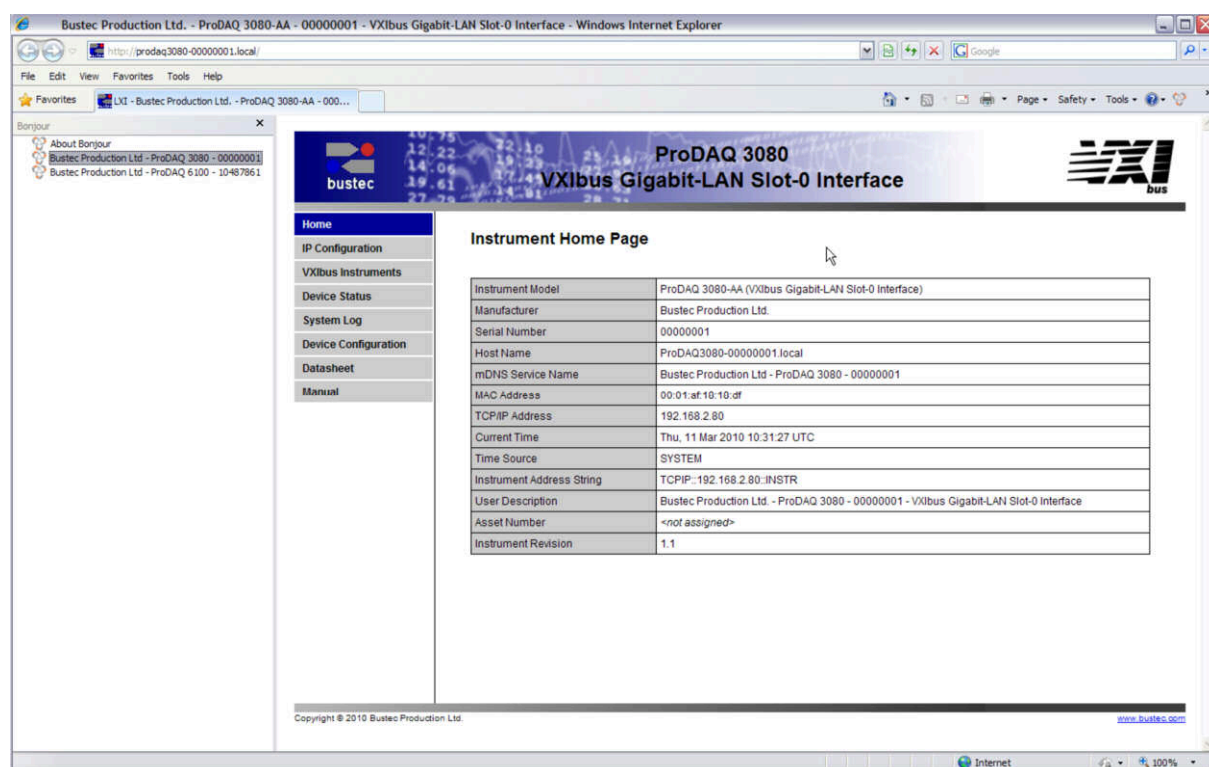 Bustec Production Ltd. - ProDAQ 3080-AA - 00000001 - VXIbus Gigabit-LAN Slot-0 Interface - Windows Internet Explorer
http://prodaq3080-00000001.local/
Google
File Edit View Favorites Tools Help
Favorites
LXI - Bustec Production Ltd. - ProDAQ 3080-AA - 000...
Page Safety Tools
Bonjour
About Bonjour
Bustec Production Ltd - ProDAQ 3080 - 00000001
Bustec Production Ltd - ProDAQ 6100 - 10487861
bustec
ProDAQ 3080
VXIbus Gigabit-LAN Slot-0 Interface
VXI
bus
Home
IP Configuration
VXIbus Instruments
Device Status
System Log
Device Configuration
Datasheet
Manual
Instrument Home Page
Instrument Model ProDAQ 3080-AA (VXIbus Gigabit-LAN Slot-0 Interface)
Manufacturer Bustec Production Ltd.
Serial Number 00000001
Host Name ProDAQ3080-00000001.local
mDNS Service Name Bustec Production Ltd - ProDAQ 3080 - 00000001
MAC Address 00:01:af:10:10:df
TCP/IP Address 192.168.2.80
Current Time Thu, 11 Mar 2010 10:31:27 UTC
Time Source SYSTEM
Instrument Address String TCPIP::192.168.2.80::INSTR
User Description Bustec Production Ltd. - ProDAQ 3080 - 00000001 - VXIbus Gigabit-LAN Slot-0 Interface
Asset Number <not assigned>
Instrument Revision 1.1
Copyright © 2010 Bustec Production Ltd.
www.bustec.com
Internet
100%